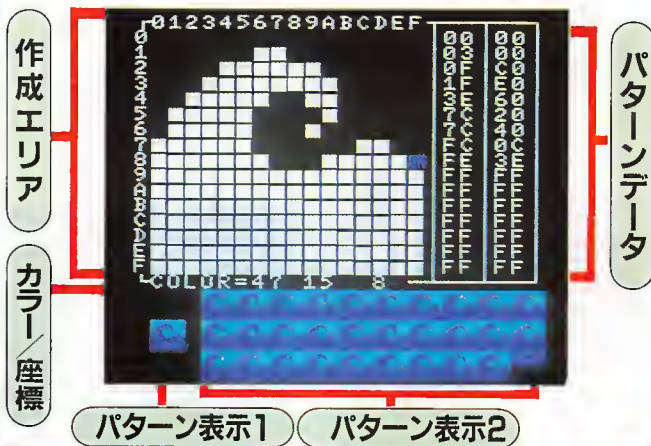 0123456789ABCDEF
0 00 00
1 03 00
2 0F C0
3 1F E0
4 3E 60
5 7C 20
6 7C 40
7 FC 0C
8 FE 3E
9 FF FF
A FF FF
B FF FF
C FF FF
D FF FF
E FF FF
F FF FF
COLOR=47 15 8
作成エリア
カラー/座標
パターンデータ
パターン表示1
パターン表示2